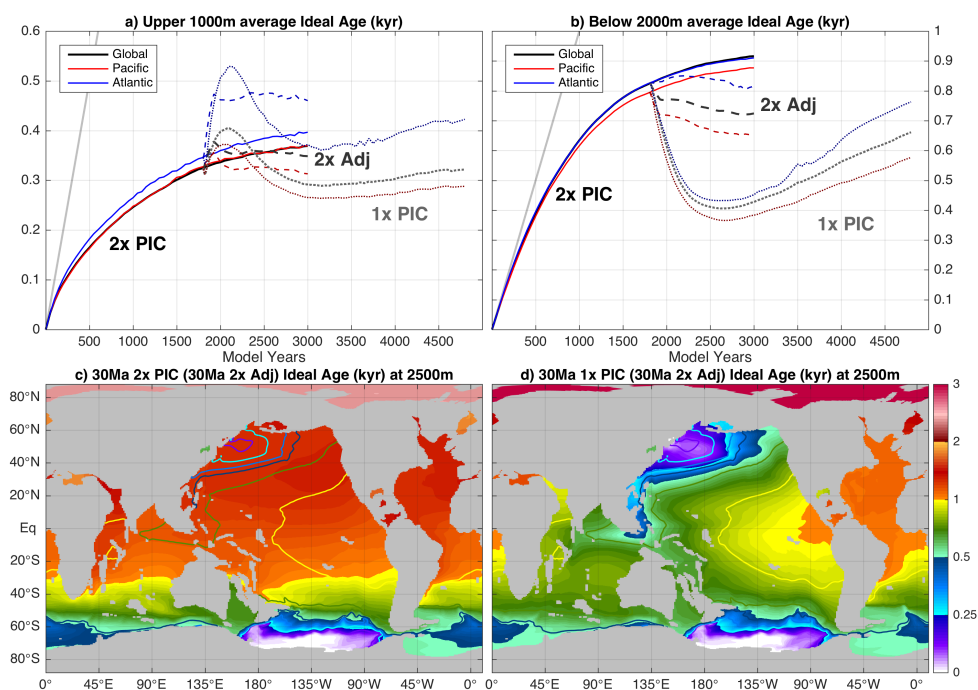 a) Upper 1000m average Ideal Age (kyr)
0.6
0.5
0.4
0.3
0.2
0.1
0
Global
Pacific
Atlantic
2x Adj
1x PIC
2x PIC
500 1000 1500 2000 2500 3000 3500 4000 4500
Model Years
b) Below 2000m average Ideal Age (kyr)
Global
Pacific
Atlantic
2x Adj
2x PIC
1x PIC
1
0.9
0.8
0.7
0.6
0.5
0.4
0.3
0.2
0.1
0
500 1000 1500 2000 2500 3000 3500 4000 4500
Model Years
c) 30Ma 2x PIC (30Ma 2x Adj) Ideal Age (kyr) at 2500m
80°N
60°N
40°N
20°N
Eq
20°S
40°S
60°S
80°S
0° 45°E 90°E 135°E 180° 135°W 90°W 45°W 0°
d) 30Ma 1x PIC (30Ma 2x Adj) Ideal Age (kyr) at 2500m
0° 45°E 90°E 135°E 180° 135°W 90°W 45°W 0°
3
2
1
0.5
0.25
0